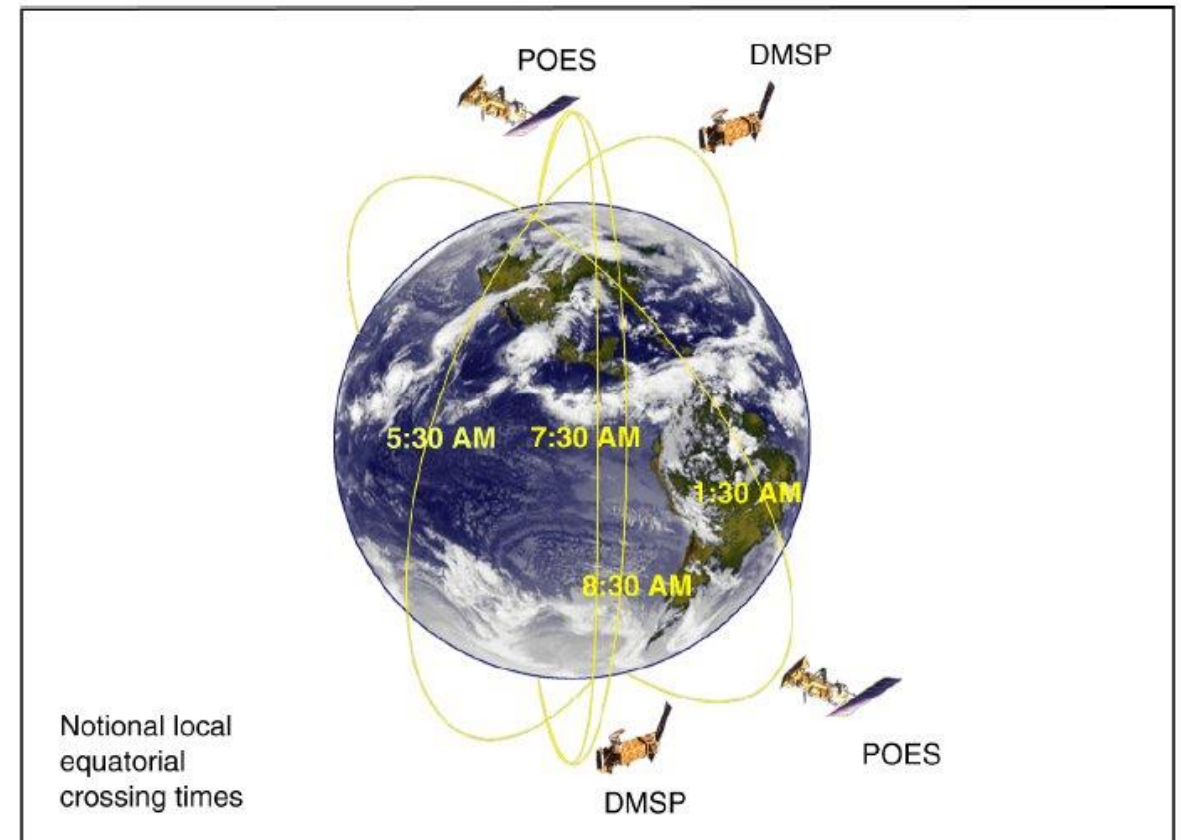 POES
DMSP
5:30 AM
7:30 AM
1:30 AM
8:30 AM
Notional local
equatorial
crossing times
POES
DMSP